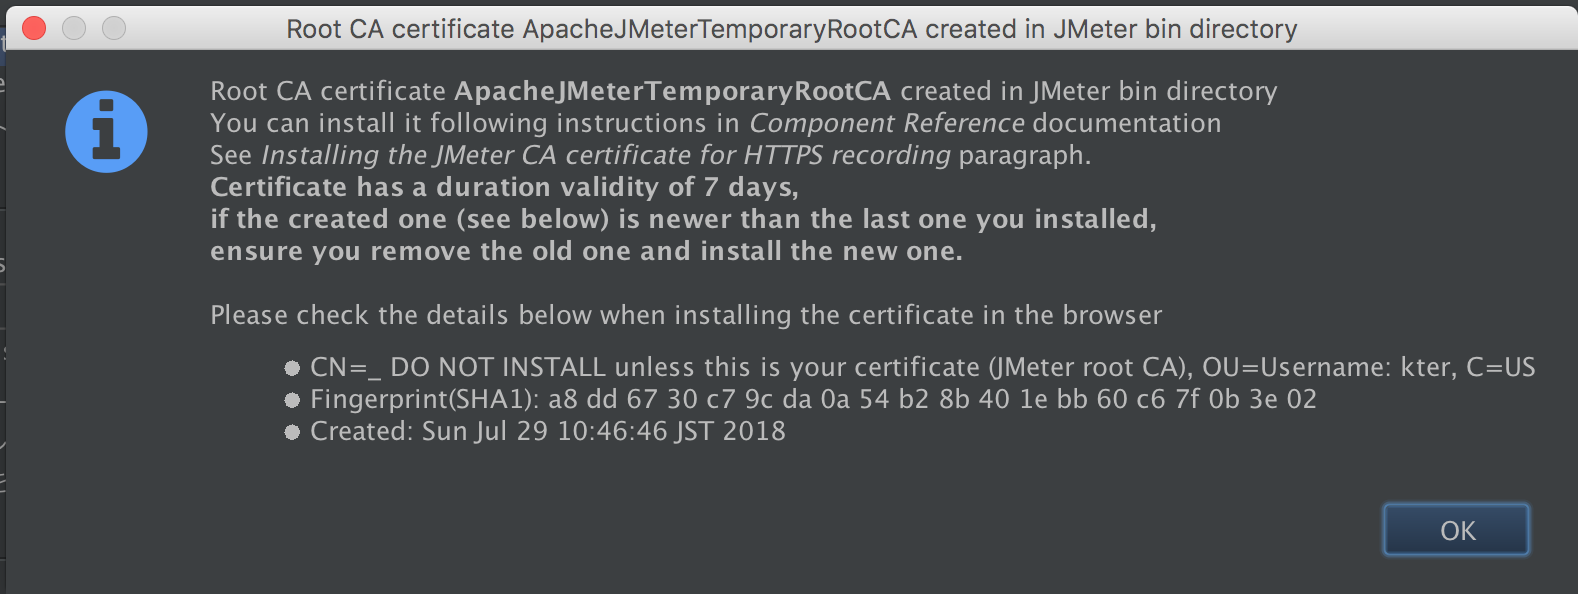 Root CA certificate ApacheJMeterTemporaryRootCA created in JMeter bin directory
Root CA certificate ApacheJMeterTemporaryRootCA created in JMeter bin directory
You can install it following instructions in Component Reference documentation
See Installing the JMeter CA certificate for HTTPS recording paragraph.
Certificate has a duration validity of 7 days,
if the created one (see below) is newer than the last one you installed,
ensure you remove the old one and install the new one.
Please check the details below when installing the certificate in the browser
● CN=_ DO NOT INSTALL unless this is your certificate (JMeter root CA), OU=Username: kter, C=US
● Fingerprint(SHA1): a8 dd 67 30 c7 9c da 0a 54 b2 8b 40 1e bb 60 c6 7f 0b 3e 02
● Created: Sun Jul 29 10:46:46 JST 2018
OK